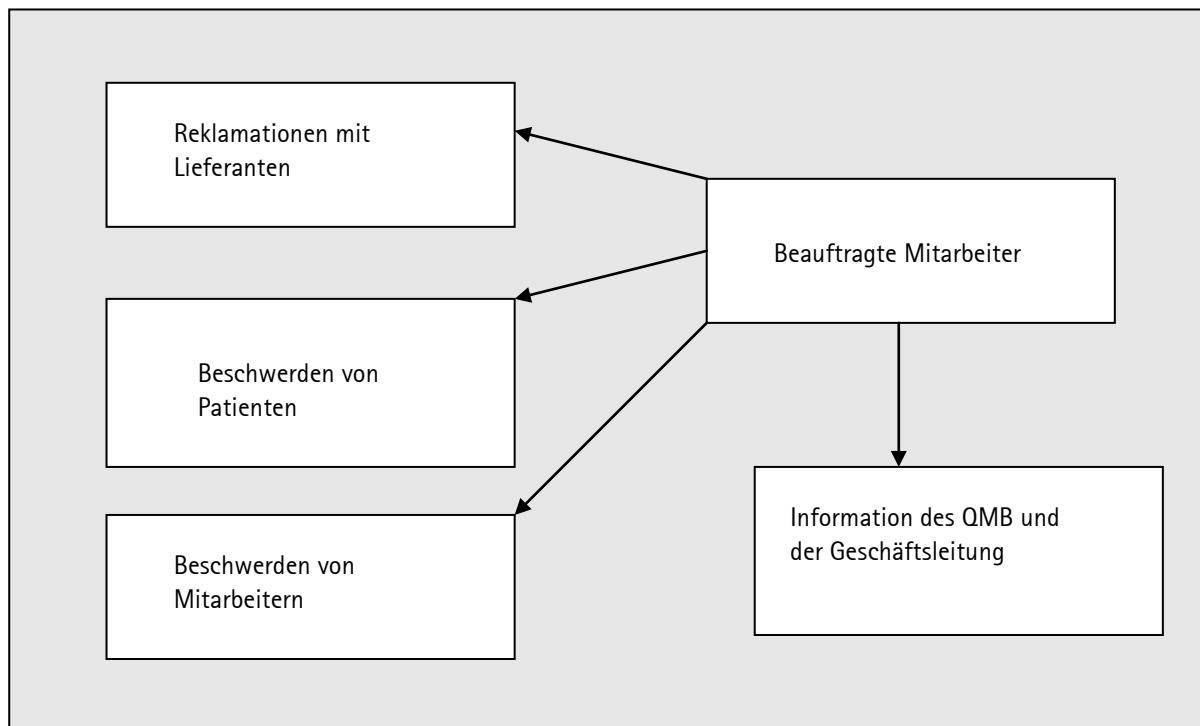 Reklamationen mit
Lieferanten
Beauftragte Mitarbeiter
Beschwerden von
Patienten
Beschwerden von
Mitarbeitern
Information des QMB und
der Geschäftsleitung